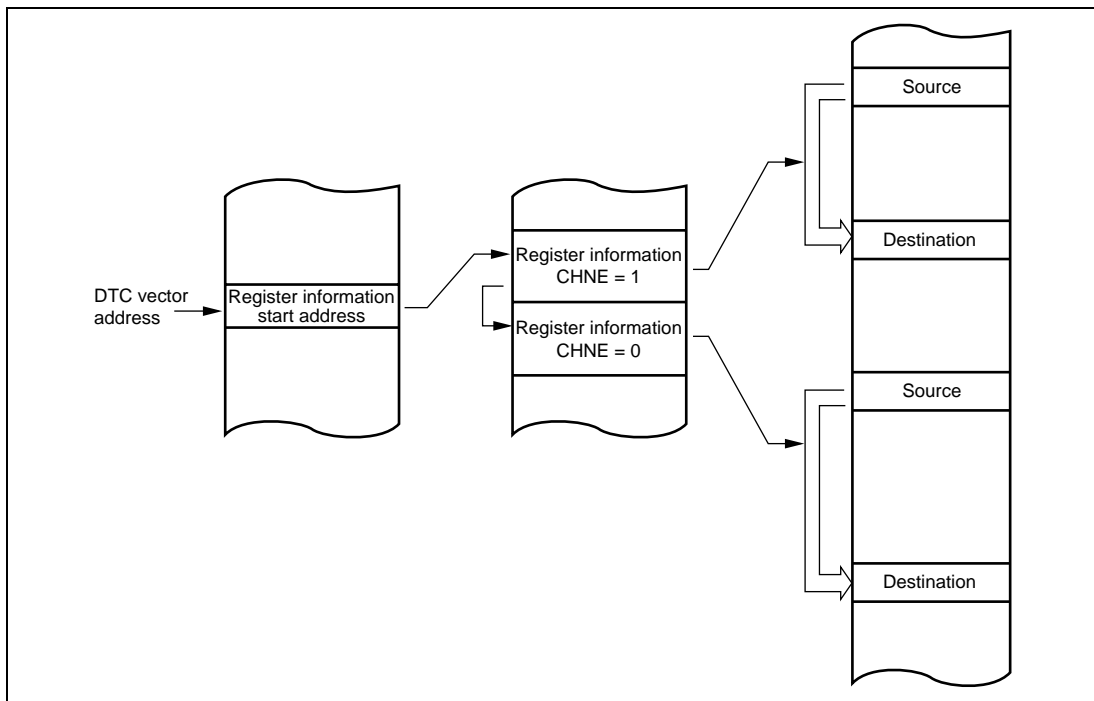 DTC vector
address
Register information
start address
Register information
CHNE = 1
Register information
CHNE = 0
Source
Destination
Source
Destination